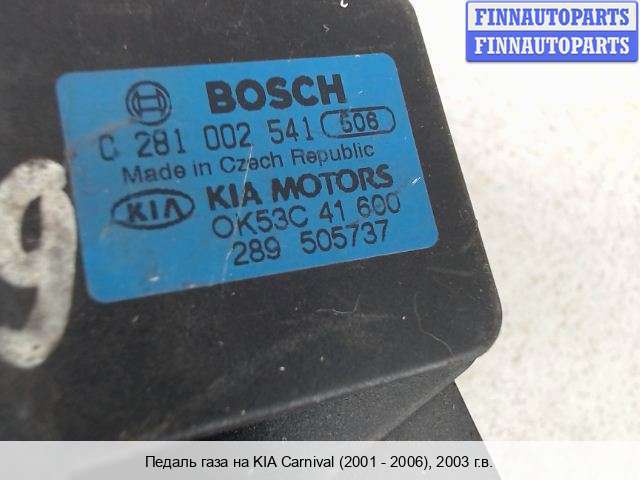 FINNAUTOPARTS
FINNAUTOPARTS
BOSCH
0 281 002 541 506
Made in Czech Republic
KIA KIA MOTORS
OK53C 41 600
289 505737
9
Педаль газа на KIA Carnival (2001 - 2006), 2003 г.в.